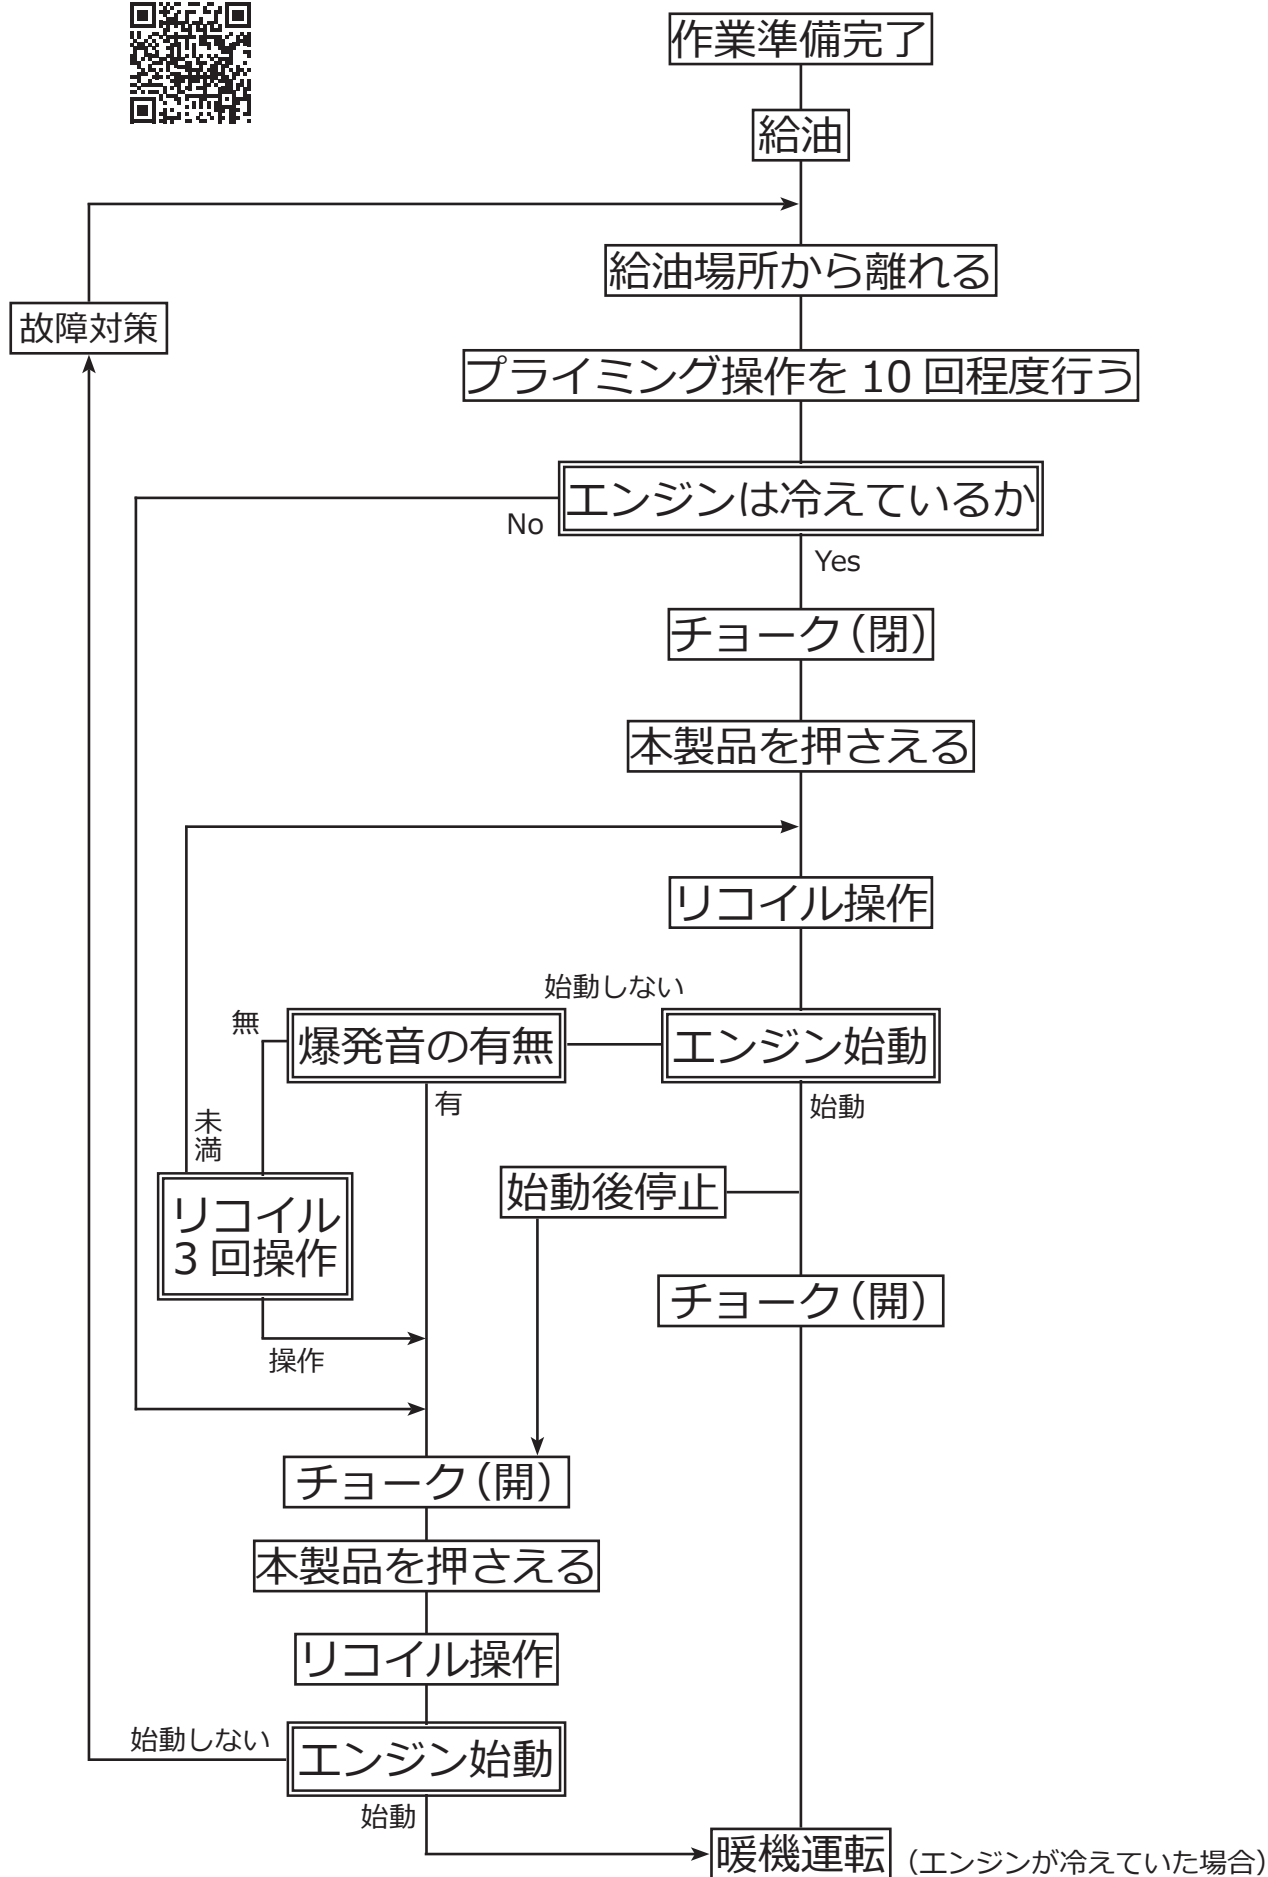 作業準備完了
給油
給油場所から離れる
故障対策
プライミング操作を 10 回程度行う
エンジンは冷えているか
No
Yes
チョーク（閉）
本製品を押さえる
リコイル操作
始動しない
無
爆発音の有無
エンジン始動
有
始動
未満
始動後停止
リコイル
3 回操作
チョーク（開）
操作
チョーク（開）
本製品を押さえる
リコイル操作
始動しない
エンジン始動
始動
暖機運転 （エンジンが冷えていた場合）